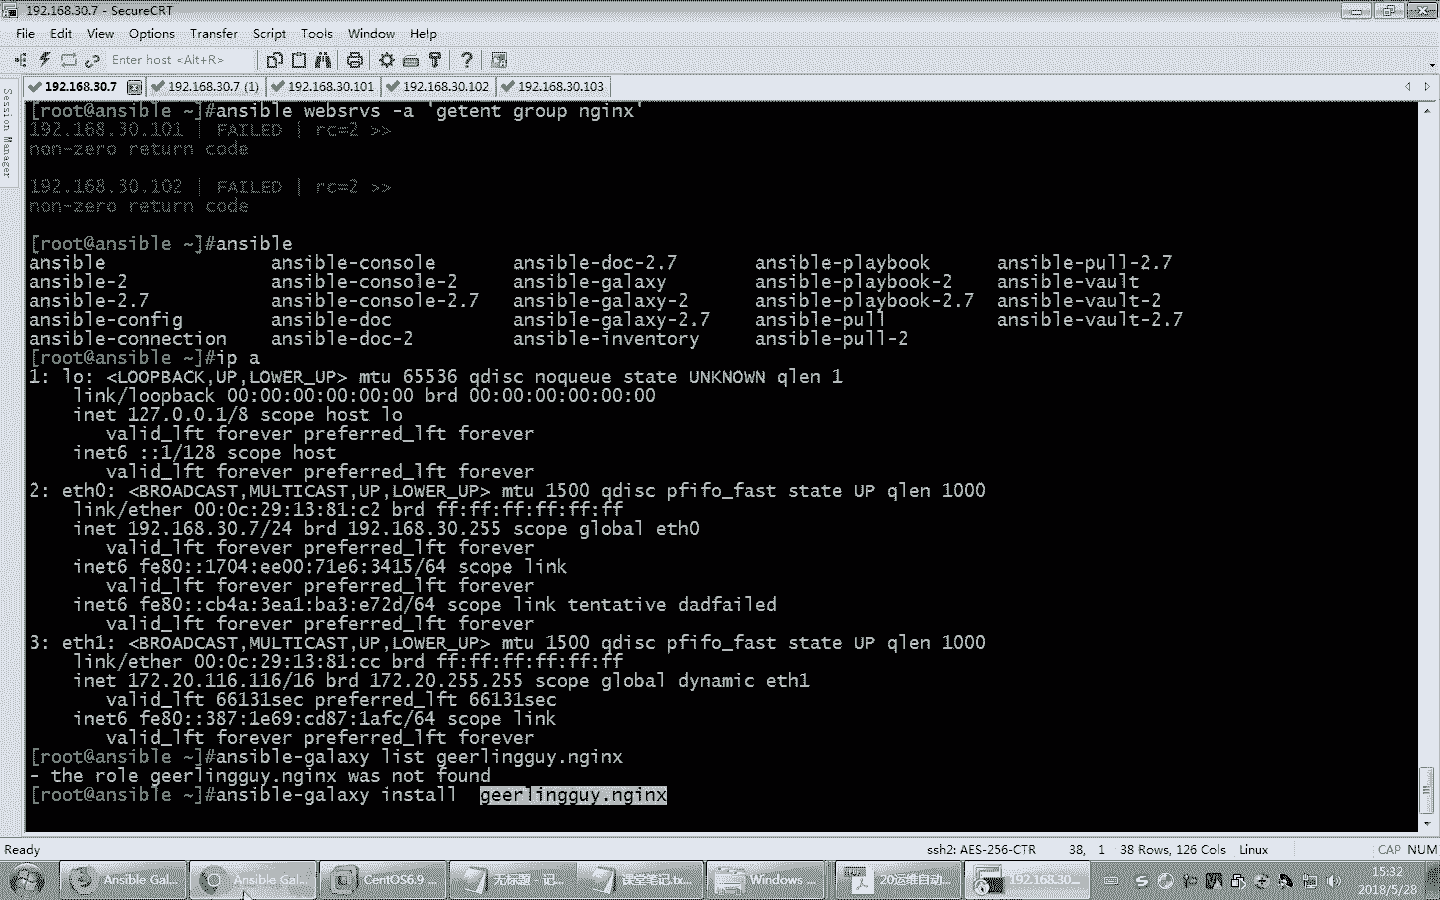 192.168.30.7 - SecureCRT
File Edit View Options Transfer Script Tools Window Help
Enter host <Alt+R>
192.168.30.7 192.168.30.7 (1) 192.168.30.101 192.168.30.102 192.168.30.103
Session Manager
[root@ansible ~]#ansible websrvs -a 'getent group nginx'
192.168.30.101 | FAILED | rc=2 >>
non-zero return code
192.168.30.102 | FAILED | rc=2 >>
non-zero return code
[root@ansible ~]#ansible
ansible ansible-console ansible-doc-2.7 ansible-playbook ansible-pull-2.7
ansible-2 ansible-console-2 ansible-galaxy ansible-playbook-2 ansible-vault
ansible-2.7 ansible-console-2.7 ansible-galaxy-2 ansible-playbook-2.7 ansible-vault-2
ansible-config ansible-doc ansible-galaxy-2.7 ansible-pull ansible-vault-2.7
ansible-connection ansible-doc-2 ansible-inventory ansible-pull-2
[root@ansible ~]#ip a
1: lo: <LOOPBACK,UP,LOWER_UP> mtu 65536 qdisc noqueue state UNKNOWN qlen 1
link/loopback 00:00:00:00:00:00 brd 00:00:00:00:00:00
inet 127.0.0.1/8 scope host lo
valid_lft forever preferred_lft forever
inet6 ::1/128 scope host
valid_lft forever preferred_lft forever
2: eth0: <BROADCAST,MULTICAST,UP,LOWER_UP> mtu 1500 qdisc pfifo_fast state UP qlen 1000
link/ether 00:0c:29:13:81:c2 brd ff:ff:ff:ff:ff:ff
inet 192.168.30.7/24 brd 192.168.30.255 scope global eth0
valid_lft forever preferred_lft forever
inet6 fe80::1704:ee00:71e6:3415/64 scope link
valid_lft forever preferred_lft forever
inet6 fe80::cb4a:3ea1:ba3:e72d/64 scope link tentative dadfailed
valid_lft forever preferred_lft forever
3: eth1: <BROADCAST,MULTICAST,UP,LOWER_UP> mtu 1500 qdisc pfifo_fast state UP qlen 1000
link/ether 00:0c:29:13:81:cc brd ff:ff:ff:ff:ff:ff
inet 172.20.116.116/16 brd 172.20.255.255 scope global dynamic eth1
valid_lft 66131sec preferred_lft 66131sec
inet6 fe80::387:1e69:cd87:1afc/64 scope link
valid_lft forever preferred_lft forever
[root@ansible ~]#ansible-galaxy list geerlingguy.nginx
- the role geerlingguy.nginx was not found
[root@ansible ~]#ansible-galaxy install geerlingguy.nginx
Ready ssh2: AES-256-CTR 38, 1 38 Rows, 126 Cols Linux CAP NUM
Ansible Gal... Ansible Gal... CentOS6.9 ... 无标题 - 记... 课堂笔记.tx... Windows ... 20运维自动... 192.168.30... 15:32
2018/5/28